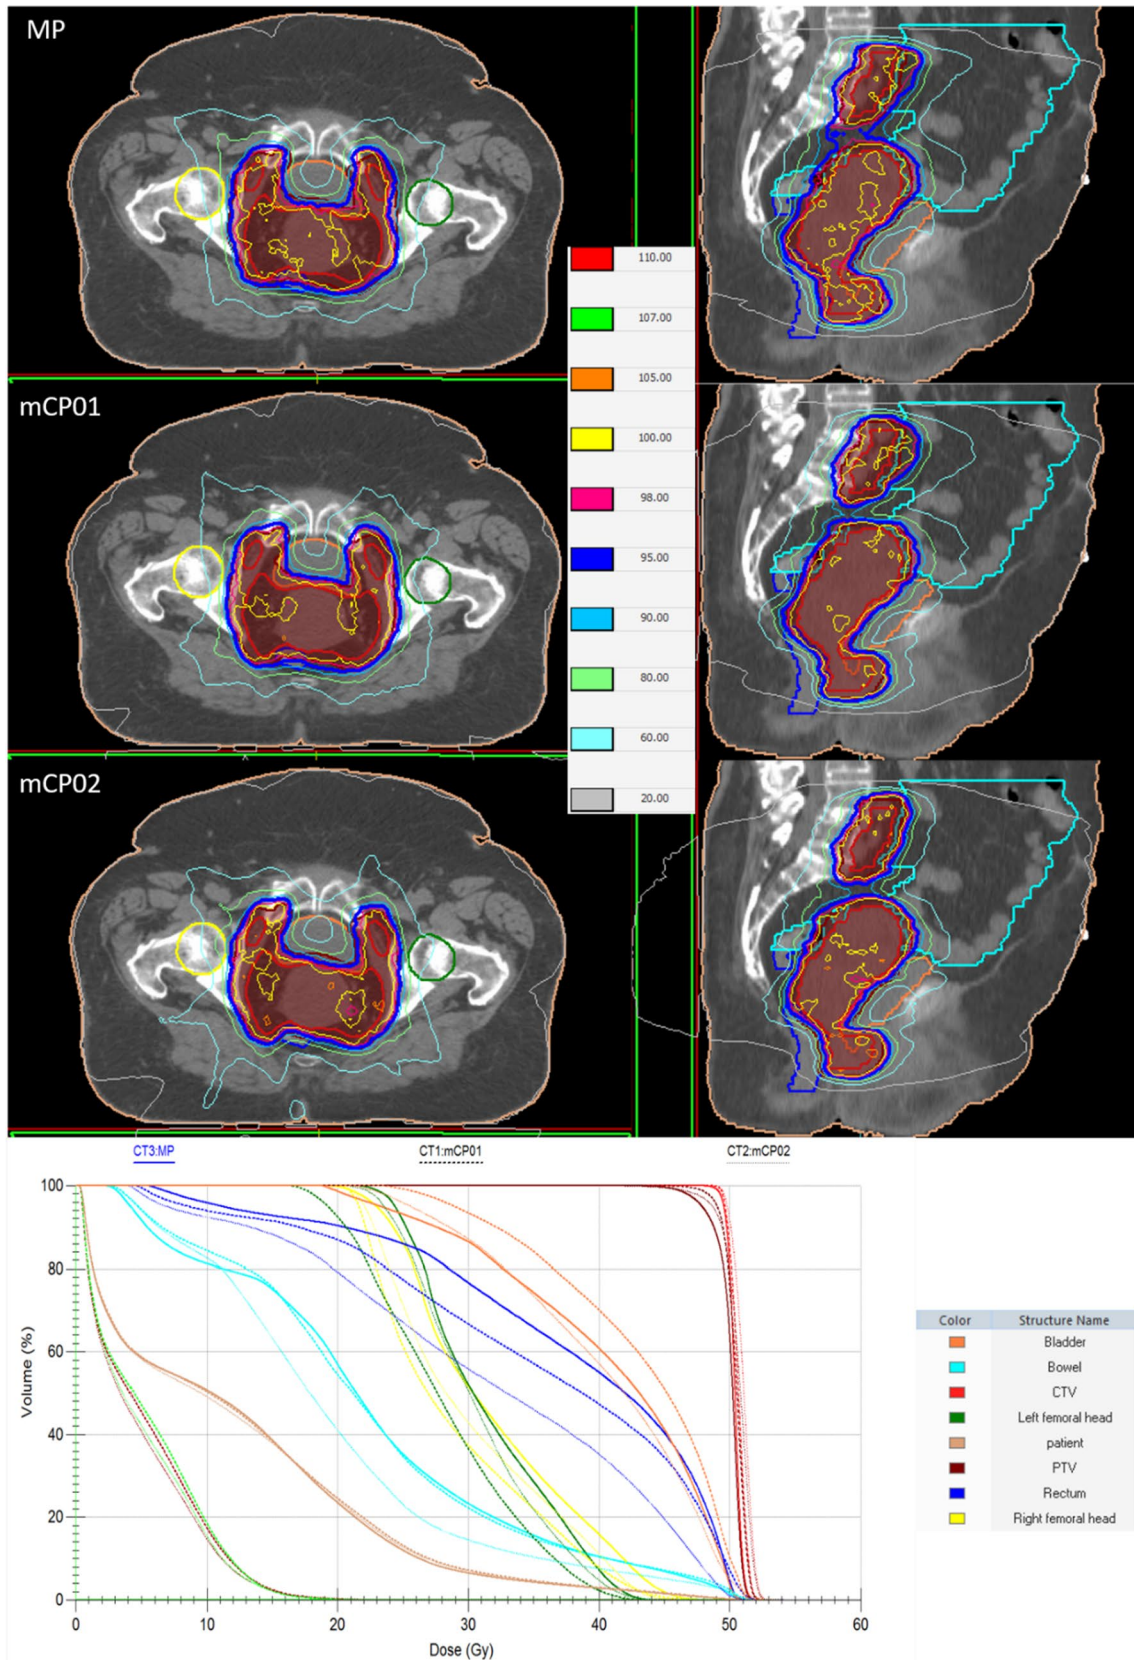 MP
mCP01
mCP02
110.00
107.00
105.00
100.00
98.00
95.00
90.00
80.00
60.00
20.00
CT3:MP CT1:mCP01 CT2:mCP02
100
80
60
40
20
0
Volume (%)
0 10 20 30 40 50 60
Dose (Gy)
Color Structure Name
Bladder
Bowel
CTV
Left femoral head
patient
PTV
Rectum
Right femoral head